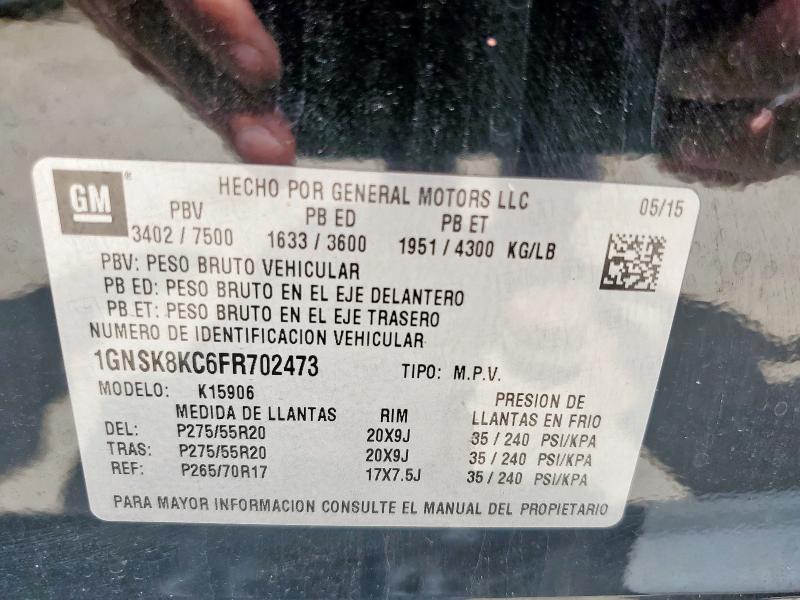 GM® HECHO POR GENERAL MOTORS LLC 05/15
PBV PB ED PB ET
3402 / 7500 1633 / 3600 1951 / 4300 KG/LB
PBV: PESO BRUTO VEHICULAR
PB ED: PESO BRUTO EN EL EJE DELANTERO
PB ET: PESO BRUTO EN EL EJE TRASERO
NUMERO DE IDENTIFICACION VEHICULAR
1GNSK8KC6FR702473 TIPO: M.P.V.
MODELO: K15906 PRESION DE
MEDIDA DE LLANTAS RIM LLANTAS EN FRIO
DEL: P275/55R20 20X9J 35 / 240 PSI/KPA
TRAS: P275/55R20 20X9J 35 / 240 PSI/KPA
REF: P265/70R17 17X7.5J 35 / 240 PSI/KPA
PARA MAYOR INFORMACION CONSULTE EL MANUAL DEL PROPIETARIO